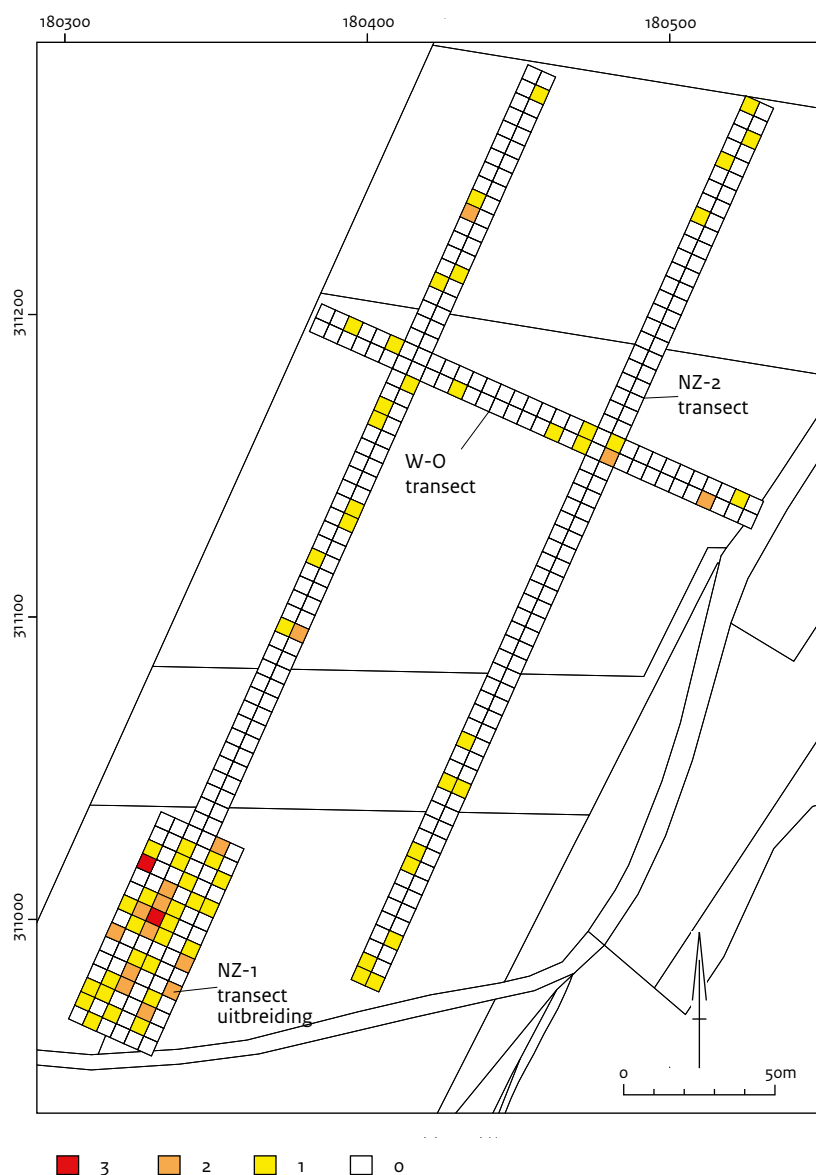 180300 180400 180500
311200
NZ-2
transect
W-O
transect
311100
311000
NZ-1
transect
uitbreiding
0 50m
3 2 1 0